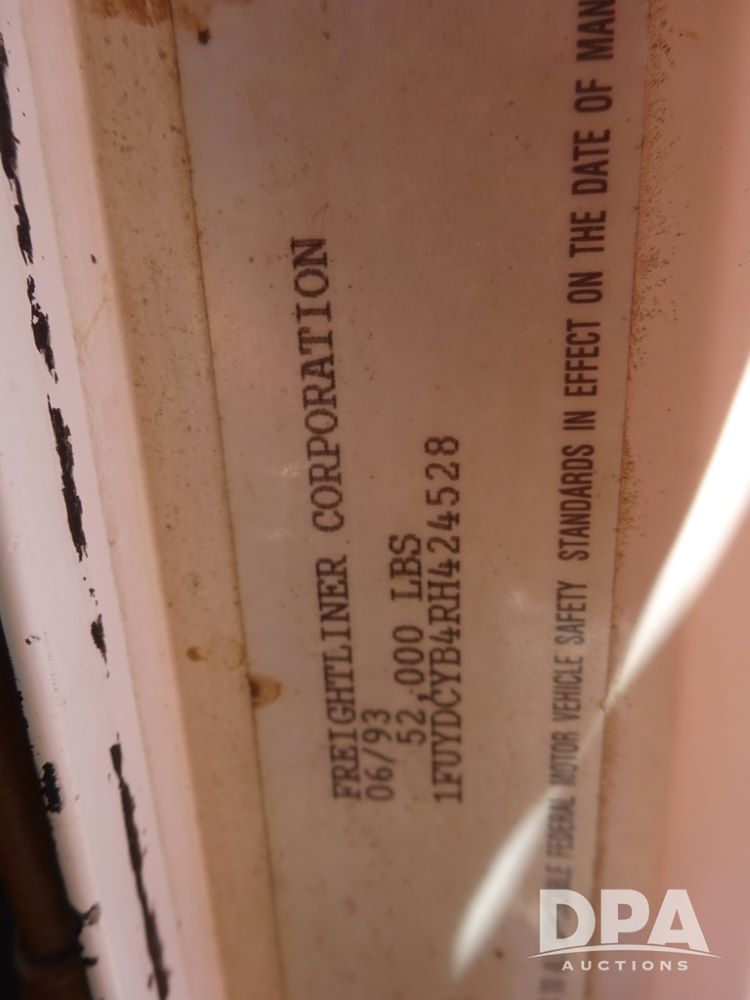 FREIGHTLINER CORPORATION
06/93
52,000 LBS
1FUYDCYB4RH424528
FEDERAL MOTOR VEHICLE SAFETY STANDARDS IN EFFECT ON THE DATE OF MAN
DPA
AUCTIONS